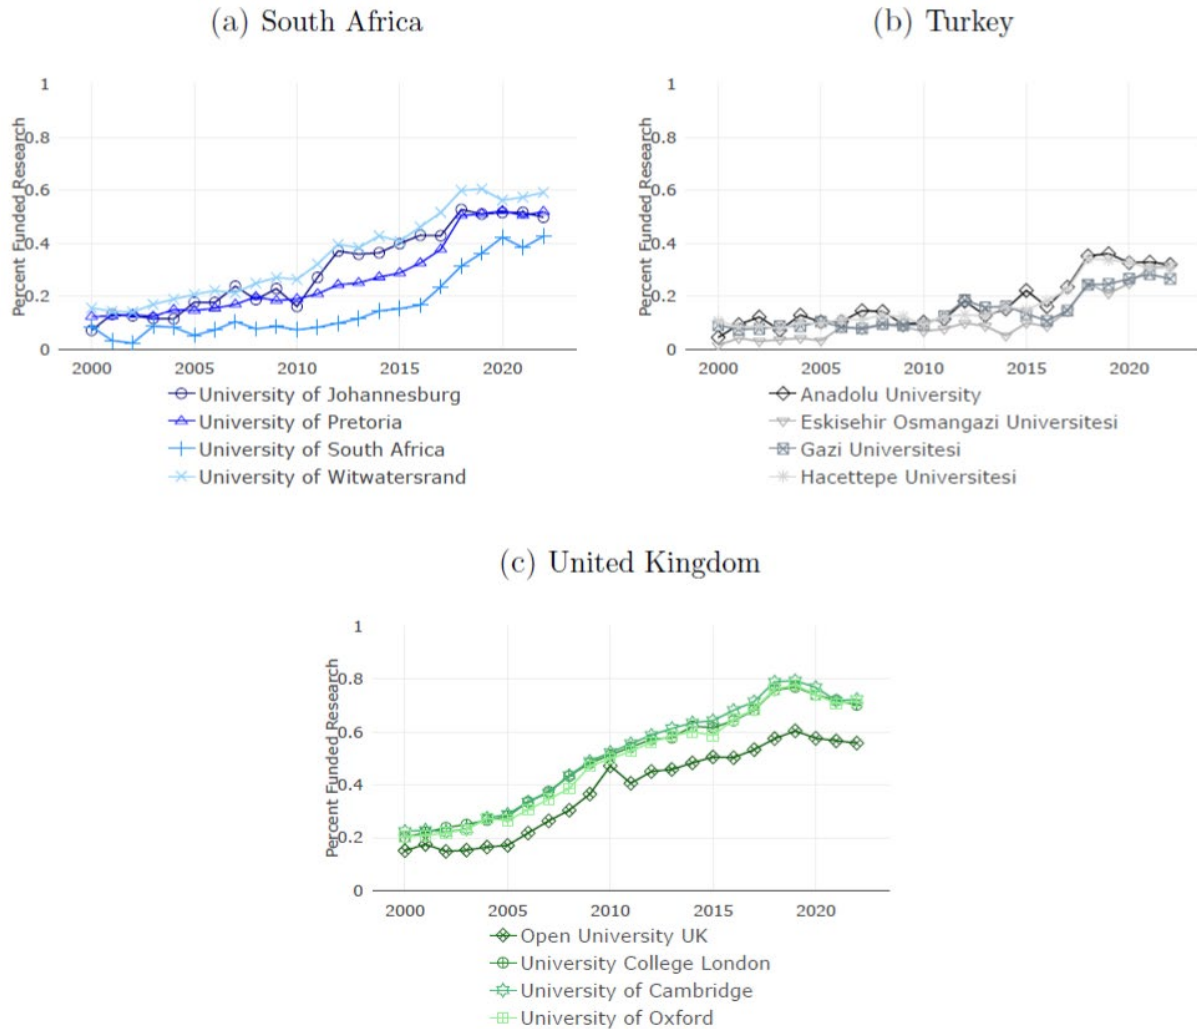 (a) South Africa
1
0.8
0.6
0.4
0.2
0
Percent Funded Research
2000 2005 2010 2015 2020
University of Johannesburg
University of Pretoria
University of South Africa
University of Witwatersrand
(b) Turkey
1
0.8
0.6
0.4
0.2
0
Percent Funded Research
2000 2005 2010 2015 2020
Anadolu University
Eskisehir Osmangazi Universitesi
Gazi Universitesi
Hacettepe Universitesi
(c) United Kingdom
1
0.8
0.6
0.4
0.2
0
Percent Funded Research
2000 2005 2010 2015 2020
Open University UK
University College London
University of Cambridge
University of Oxford